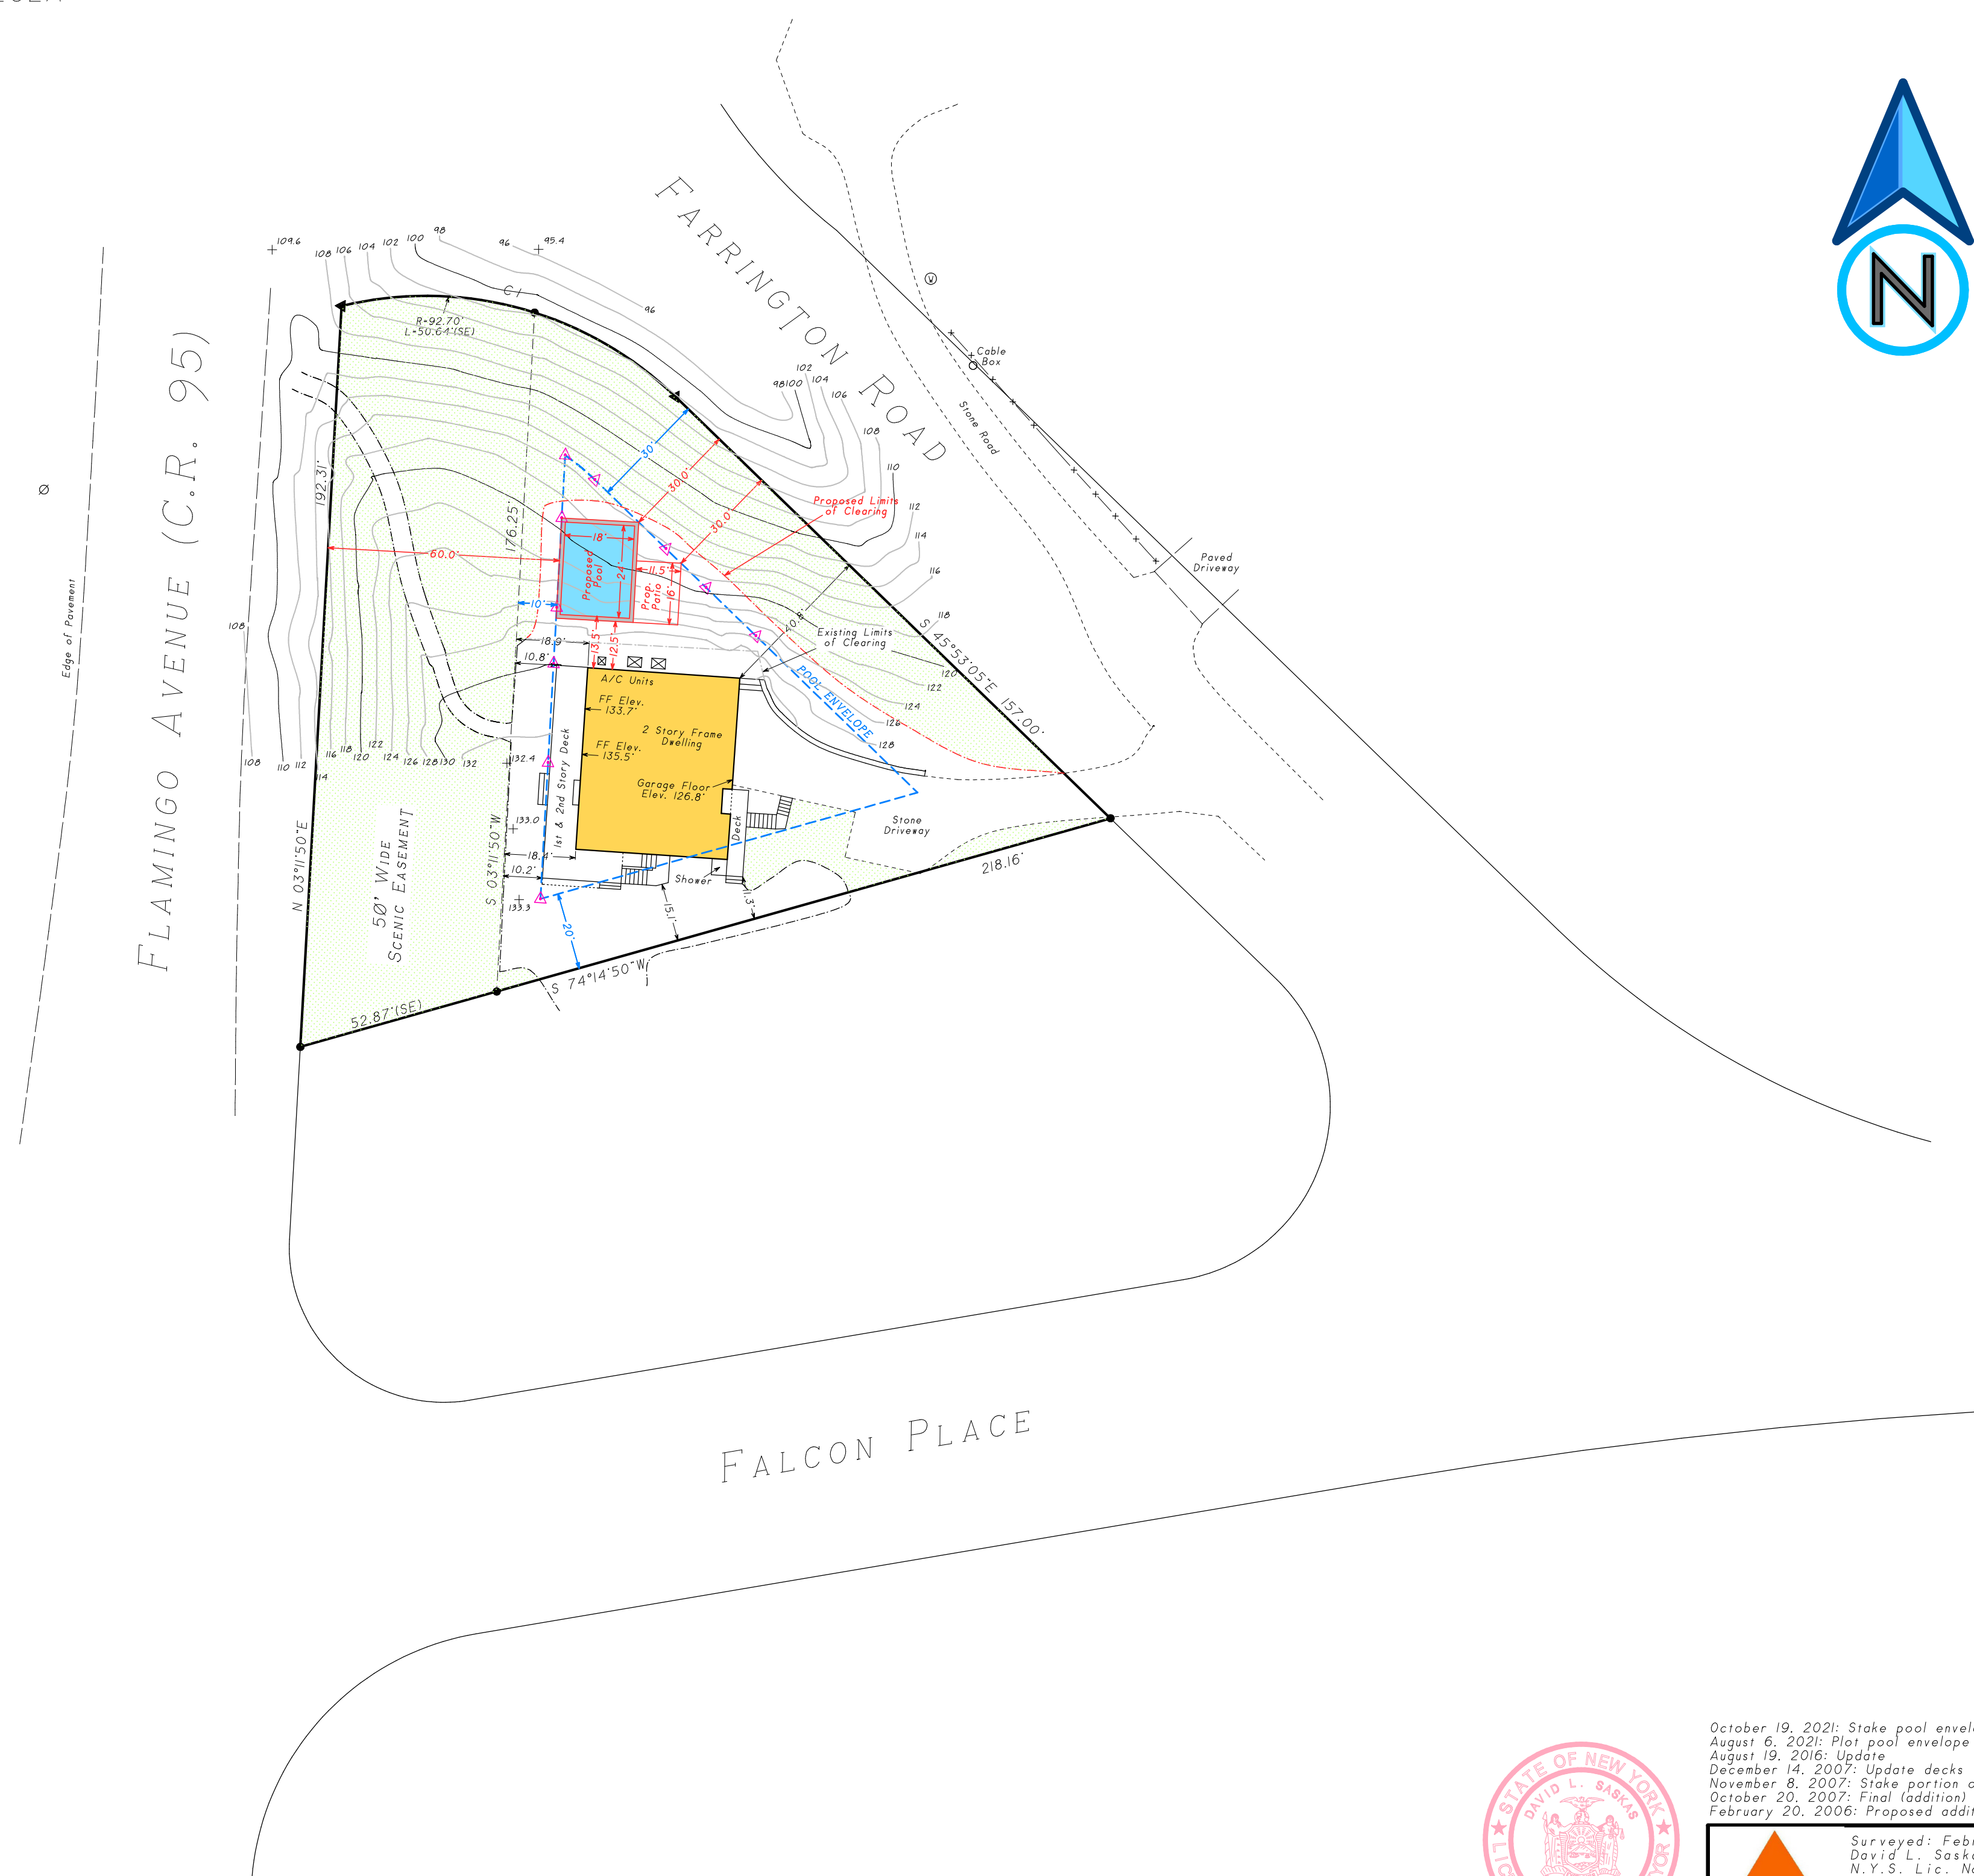 FARRINGTON ROAD
FLAMINGO AVENUE (C.R. 95)
FALCON PLACE
N
109.6
108
106
104
102
100
98
96
95.4
96
C1
R=92.70'
L=50.64'(SE)
Cable
Box
V
Stone Road
98
100
102
104
106
108
110
112
114
116
118
120
122
124
126
128
Paved
Driveway
192.31'
176.25'
30'
30.0'
30.0'
Proposed Limits
of Clearing
60.0'
18'
24'
Proposed
Pool
11.5'
Prop.
Patio
16'
10'
40.8'
Existing Limits
of Clearing
18.9'
13.5'
12.5'
10.8'
A/C Units
S 45°53'05"E 157.00'
POOL ENVELOPE
FF Elev.
133.7'
2 Story Frame
Dwelling
FF Elev.
135.5'
Garage Floor
Elev. 126.8'
1st & 2nd Story Deck
Edge of Pavement
108
108
110
112
114
116
118
120
122
124
126
128
130
132
132.4
133.0
133.3
Deck
Stone
Driveway
50' WIDE
SCENIC EASEMENT
N 03°11'50"E
S 03°11'50"W
18.4'
10.2'
Shower
11.3'
15.1'
20'
218.16'
S 74°14'50"W
52.87'(SE)
October 19, 2021: Stake pool envel
August 6, 2021: Plot pool envelope
August 19, 2016: Update
December 14, 2007: Update decks
November 8, 2007: Stake portion
October 20, 2007: Final (addition)
February 20, 2006: Proposed addi
STATE OF NEW YORK
DAVID L. SASKAS
Surveyed: Feb
David L. Sask
N.Y.S. Lic. N